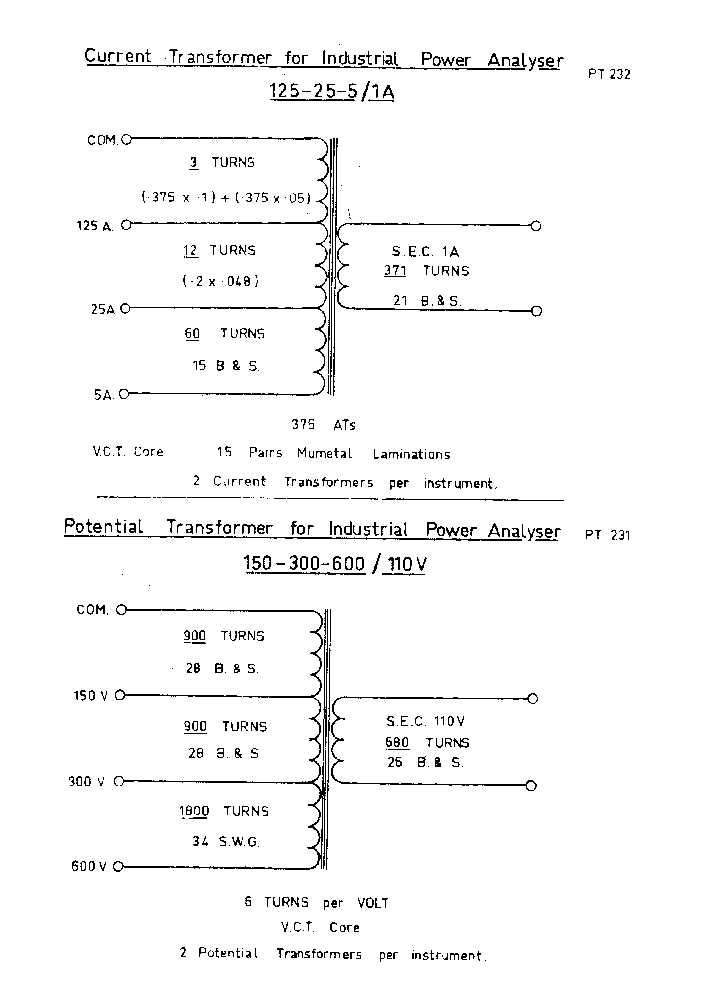 Current Transformer for Industrial Power Analyser
PT 232
125-25-5/1A
COM.
3 TURNS
(·375 x ·1) + (·375 x ·05)
125 A.
12 TURNS
(·2 x ·048)
S.E.C. 1A
371 TURNS
21 B. & S.
25A.
60 TURNS
15 B. & S.
5A.
375 ATs
V.C.T. Core 15 Pairs Mumetal Laminations
2 Current Transformers per instrument.
Potential Transformer for Industrial Power Analyser
PT 231
150-300-600 / 110V
COM.
900 TURNS
28 B. & S.
150 V
900 TURNS
28 B. & S.
S.E.C. 110V
680 TURNS
26 B. & S.
300 V
1800 TURNS
34 S.W.G.
600 V
6 TURNS per VOLT
V.C.T. Core
2 Potential Transformers per instrument.